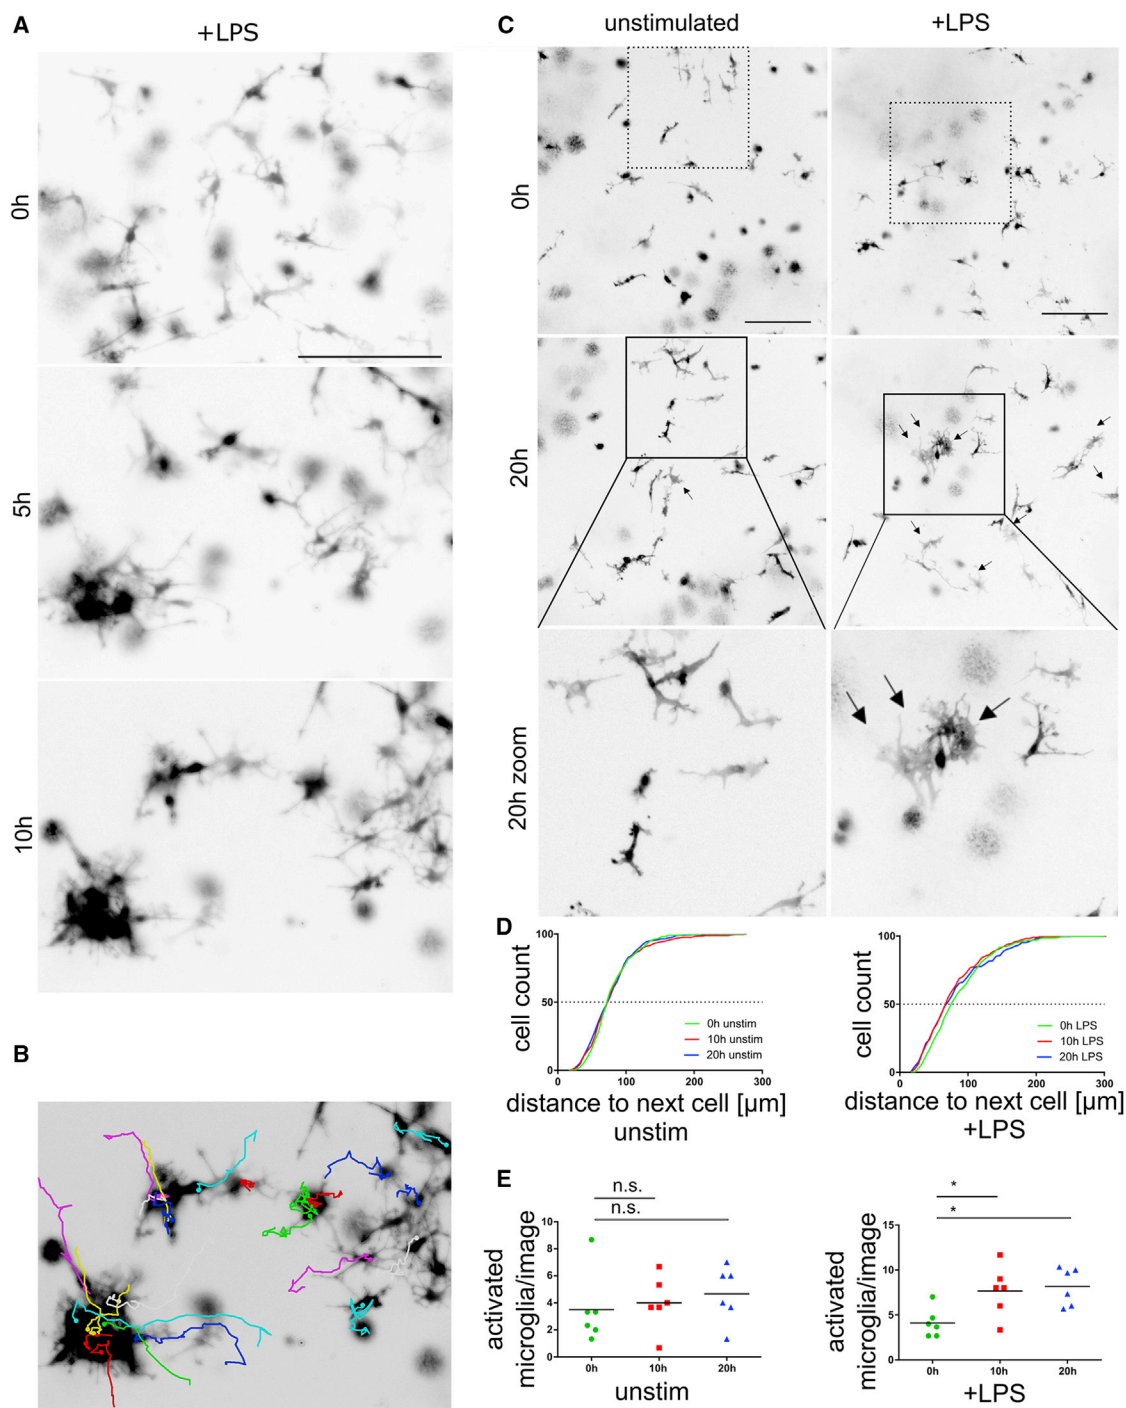 A
+LPS
0h
5h
10h
B
C
unstimulated
+LPS
0h
20h
20h zoom
D
cell count
100
50
0
0
100
200
300
0h unstim
10h unstim
20h unstim
distance to next cell [µm]
unstim
cell count
100
50
0
0
100
200
300
0h LPS
10h LPS
20h LPS
distance to next cell [µm]
+LPS
E
n.s.
n.s.
activated
microglia/image
10
8
6
4
2
0
0h
10h
20h
unstim
*
*
activated
microglia/image
15
10
5
0
0h
10h
20h
+LPS